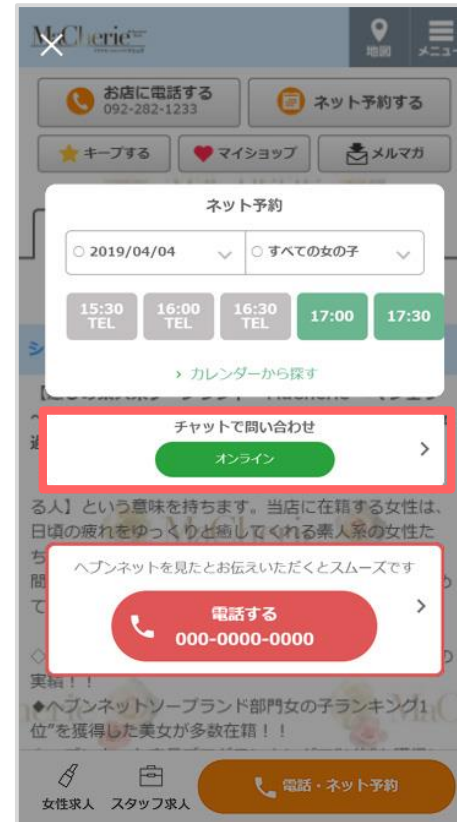 MaCherie
地図
メニュー
お店に電話する
092-282-1233
ネット予約する
キープする
マイショップ
メルマガ
ネット予約
2019/04/04
すべての女の子
15:30
TEL
16:00
TEL
16:30
TEL
17:00
17:30
› カレンダーから探す
チャットで問い合わせ
オンライン
る人】という意味を持ちます。当店に在籍する女性は、
日頃の疲れをゆっくりと癒してくれる素人系の女性た
ち
間
て
ヘブンネットを見たとお伝えいただくとスムーズです
電話する
000-0000-0000
実績！！
◆ヘブンネットソープランド部門女の子ランキング1
位"を獲得した美女が多数在籍！！
女性求人
スタッフ求人
電話・ネット予約